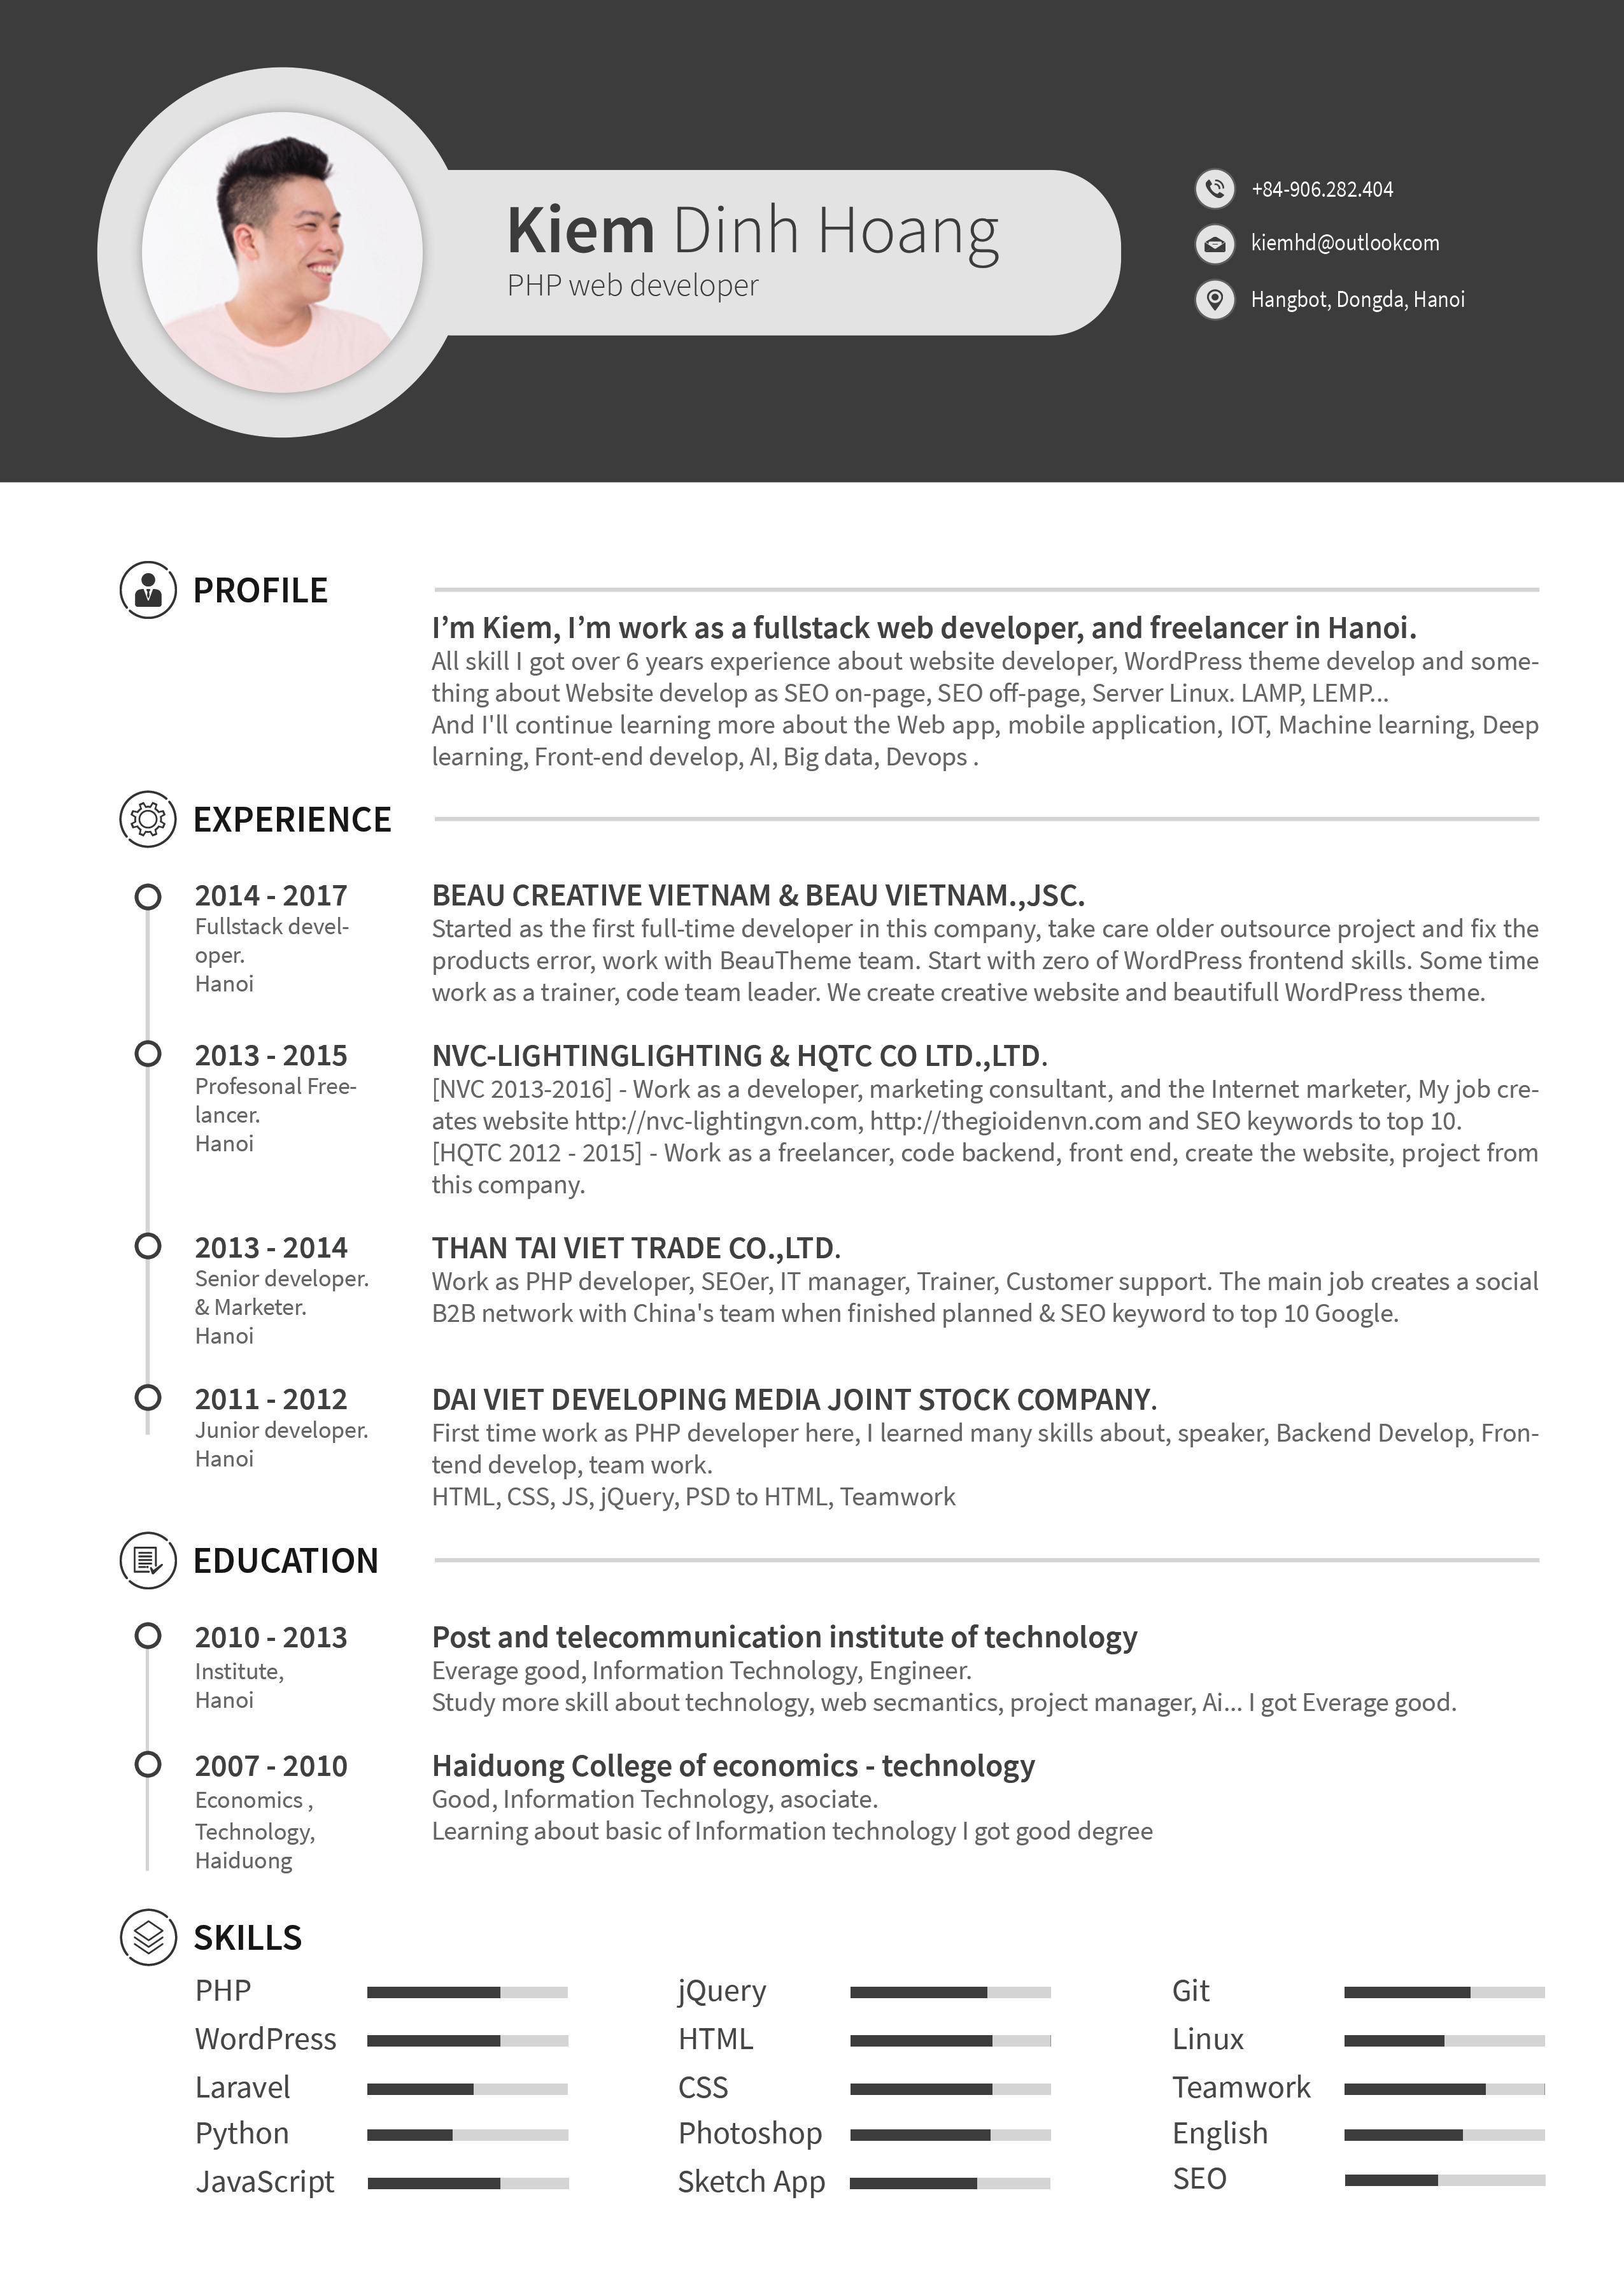 Kiem Dinh Hoang
PHP web developer
+84-906.282.404
kiemhd@outlookcom
Hangbot, Dongda, Hanoi
PROFILE
I’m Kiem, I’m work as a fullstack web developer, and freelancer in Hanoi.
All skill I got over 6 years experience about website developer, WordPress theme develop and some-
thing about Website develop as SEO on-page, SEO off-page, Server Linux. LAMP, LEMP...
And I'll continue learning more about the Web app, mobile application, IOT, Machine learning, Deep
learning, Front-end develop, AI, Big data, Devops .
EXPERIENCE
2014 - 2017
Fullstack devel-
oper.
Hanoi
BEAU CREATIVE VIETNAM & BEAU VIETNAM.,JSC.
Started as the first full-time developer in this company, take care older outsource project and fix the
products error, work with BeauTheme team. Start with zero of WordPress frontend skills. Some time
work as a trainer, code team leader. We create creative website and beautifull WordPress theme.
2013 - 2015
Profesonal Free-
lancer.
Hanoi
NVC-LIGHTINGLIGHTING & HQTC CO LTD.,LTD.
[NVC 2013-2016] - Work as a developer, marketing consultant, and the Internet marketer, My job cre-
ates website http://nvc-lightingvn.com, http://thegioidenvn.com and SEO keywords to top 10.
[HQTC 2012 - 2015] - Work as a freelancer, code backend, front end, create the website, project from
this company.
2013 - 2014
Senior developer.
& Marketer.
Hanoi
THAN TAI VIET TRADE CO.,LTD.
Work as PHP developer, SEOer, IT manager, Trainer, Customer support. The main job creates a social
B2B network with China's team when finished planned & SEO keyword to top 10 Google.
2011 - 2012
Junior developer.
Hanoi
DAI VIET DEVELOPING MEDIA JOINT STOCK COMPANY.
First time work as PHP developer here, I learned many skills about, speaker, Backend Develop, Fron-
tend develop, team work.
HTML, CSS, JS, jQuery, PSD to HTML, Teamwork
EDUCATION
2010 - 2013
Institute,
Hanoi
Post and telecommunication institute of technology
Everage good, Information Technology, Engineer.
Study more skill about technology, web secmantics, project manager, Ai... I got Everage good.
2007 - 2010
Economics ,
Technology,
Haiduong
Haiduong College of economics - technology
Good, Information Technology, asociate.
Learning about basic of Information technology I got good degree
SKILLS
PHP
WordPress
Laravel
Python
JavaScript
jQuery
HTML
CSS
Photoshop
Sketch App
Git
Linux
Teamwork
English
SEO